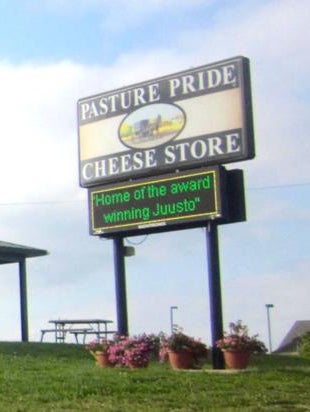 PASTURE PRIDE
CHEESE STORE
"Home of the award
winning Juusto"